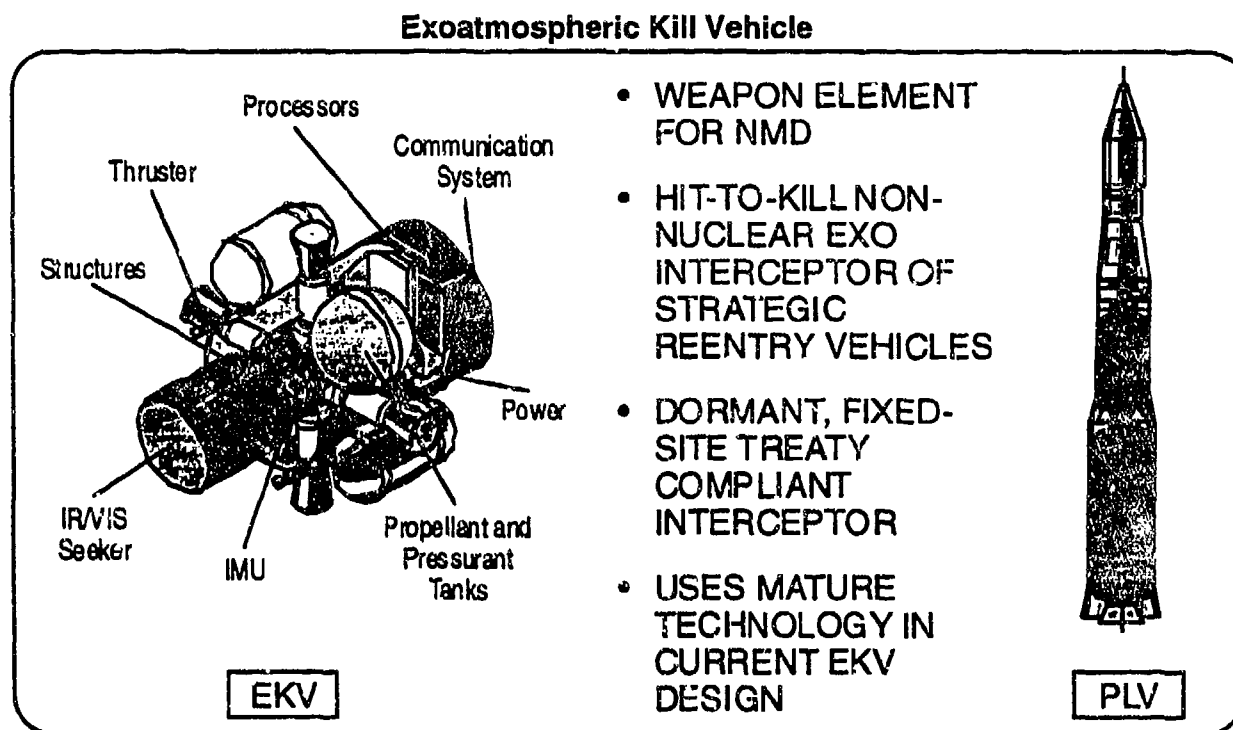 Exoatmospheric Kill Vehicle
Processors
Communication
System
Thruster
Structures
Power
IR/VIS
Seeker
IMU
Propellant and
Pressurant
Tanks
EKV
• WEAPON ELEMENT
FOR NMD
• HIT-TO-KILL NON-
NUCLEAR EXO
INTERCEPTOR OF
STRATEGIC
REENTRY VEHICLES
• DORMANT, FIXED-
SITE TREATY
COMPLIANT
INTERCEPTOR
• USES MATURE
TECHNOLOGY IN
CURRENT EKV
DESIGN
PLV